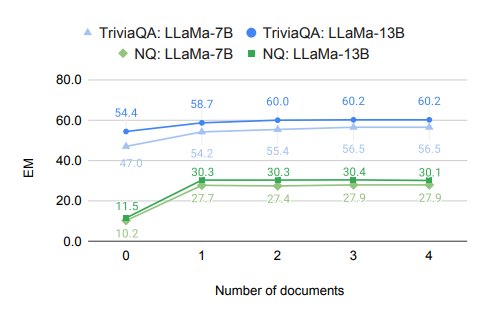 TriviaQA: LLaMa-7B TriviaQA: LLaMa-13B
NQ: LLaMa-7B NQ: LLaMa-13B
80.0
60.0
40.0
20.0
0.0
EM
54.4 58.7 60.0 60.2 60.2
47.0 54.2 55.4 56.5 56.5
11.5 30.3 30.3 30.4 30.1
10.2 27.7 27.4 27.9 27.9
0 1 2 3 4
Number of documents